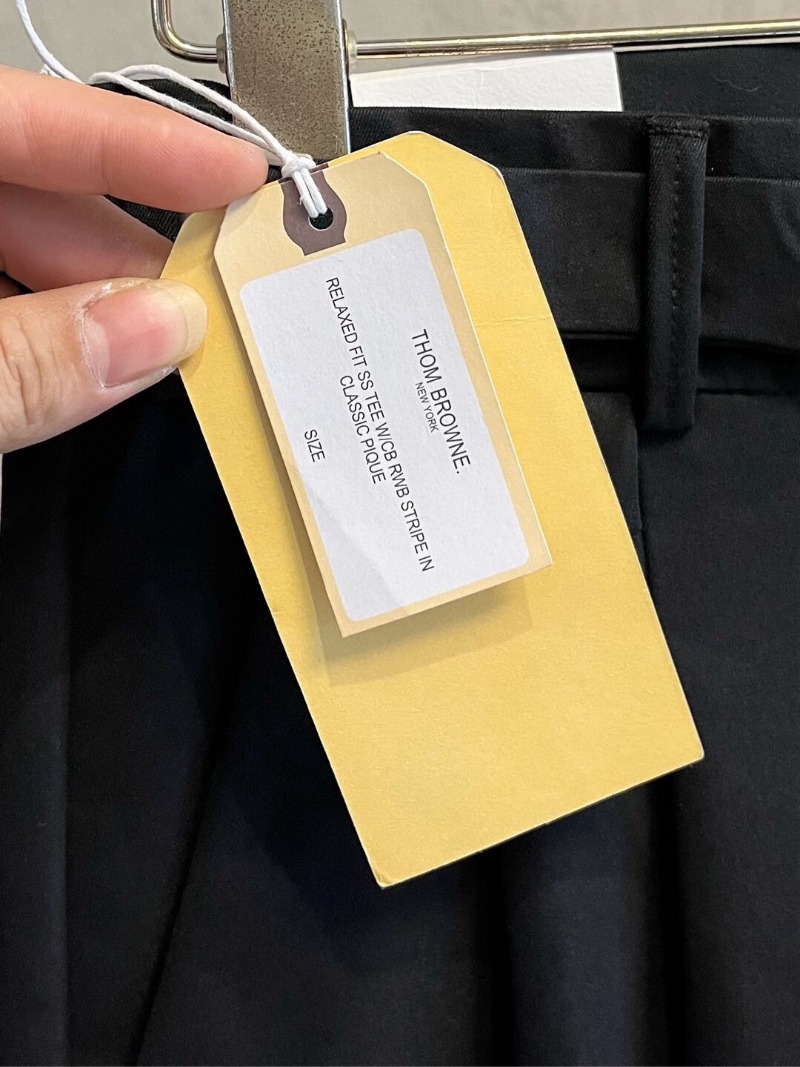 THOM BROWNE.
NEW YORK
RELAXED FIT SS TEE W/CB RWB STRIPE IN
CLASSIC PIQUE
SIZE